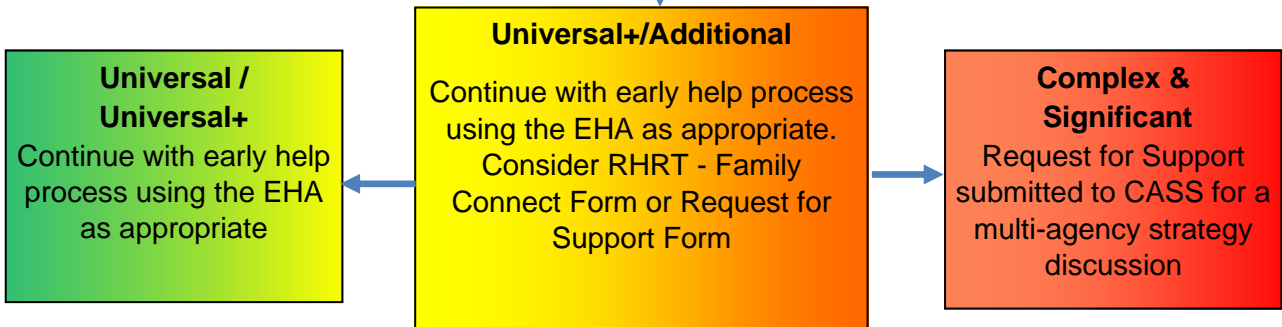 Universal /
Universal+
Continue with early help
process using the EHA
as appropriate
Universal+/Additional
Continue with early help process
using the EHA as appropriate.
Consider RHRT - Family
Connect Form or Request for
Support Form
Complex &
Significant
Request for Support
submitted to CASS for a
multi-agency strategy
discussion